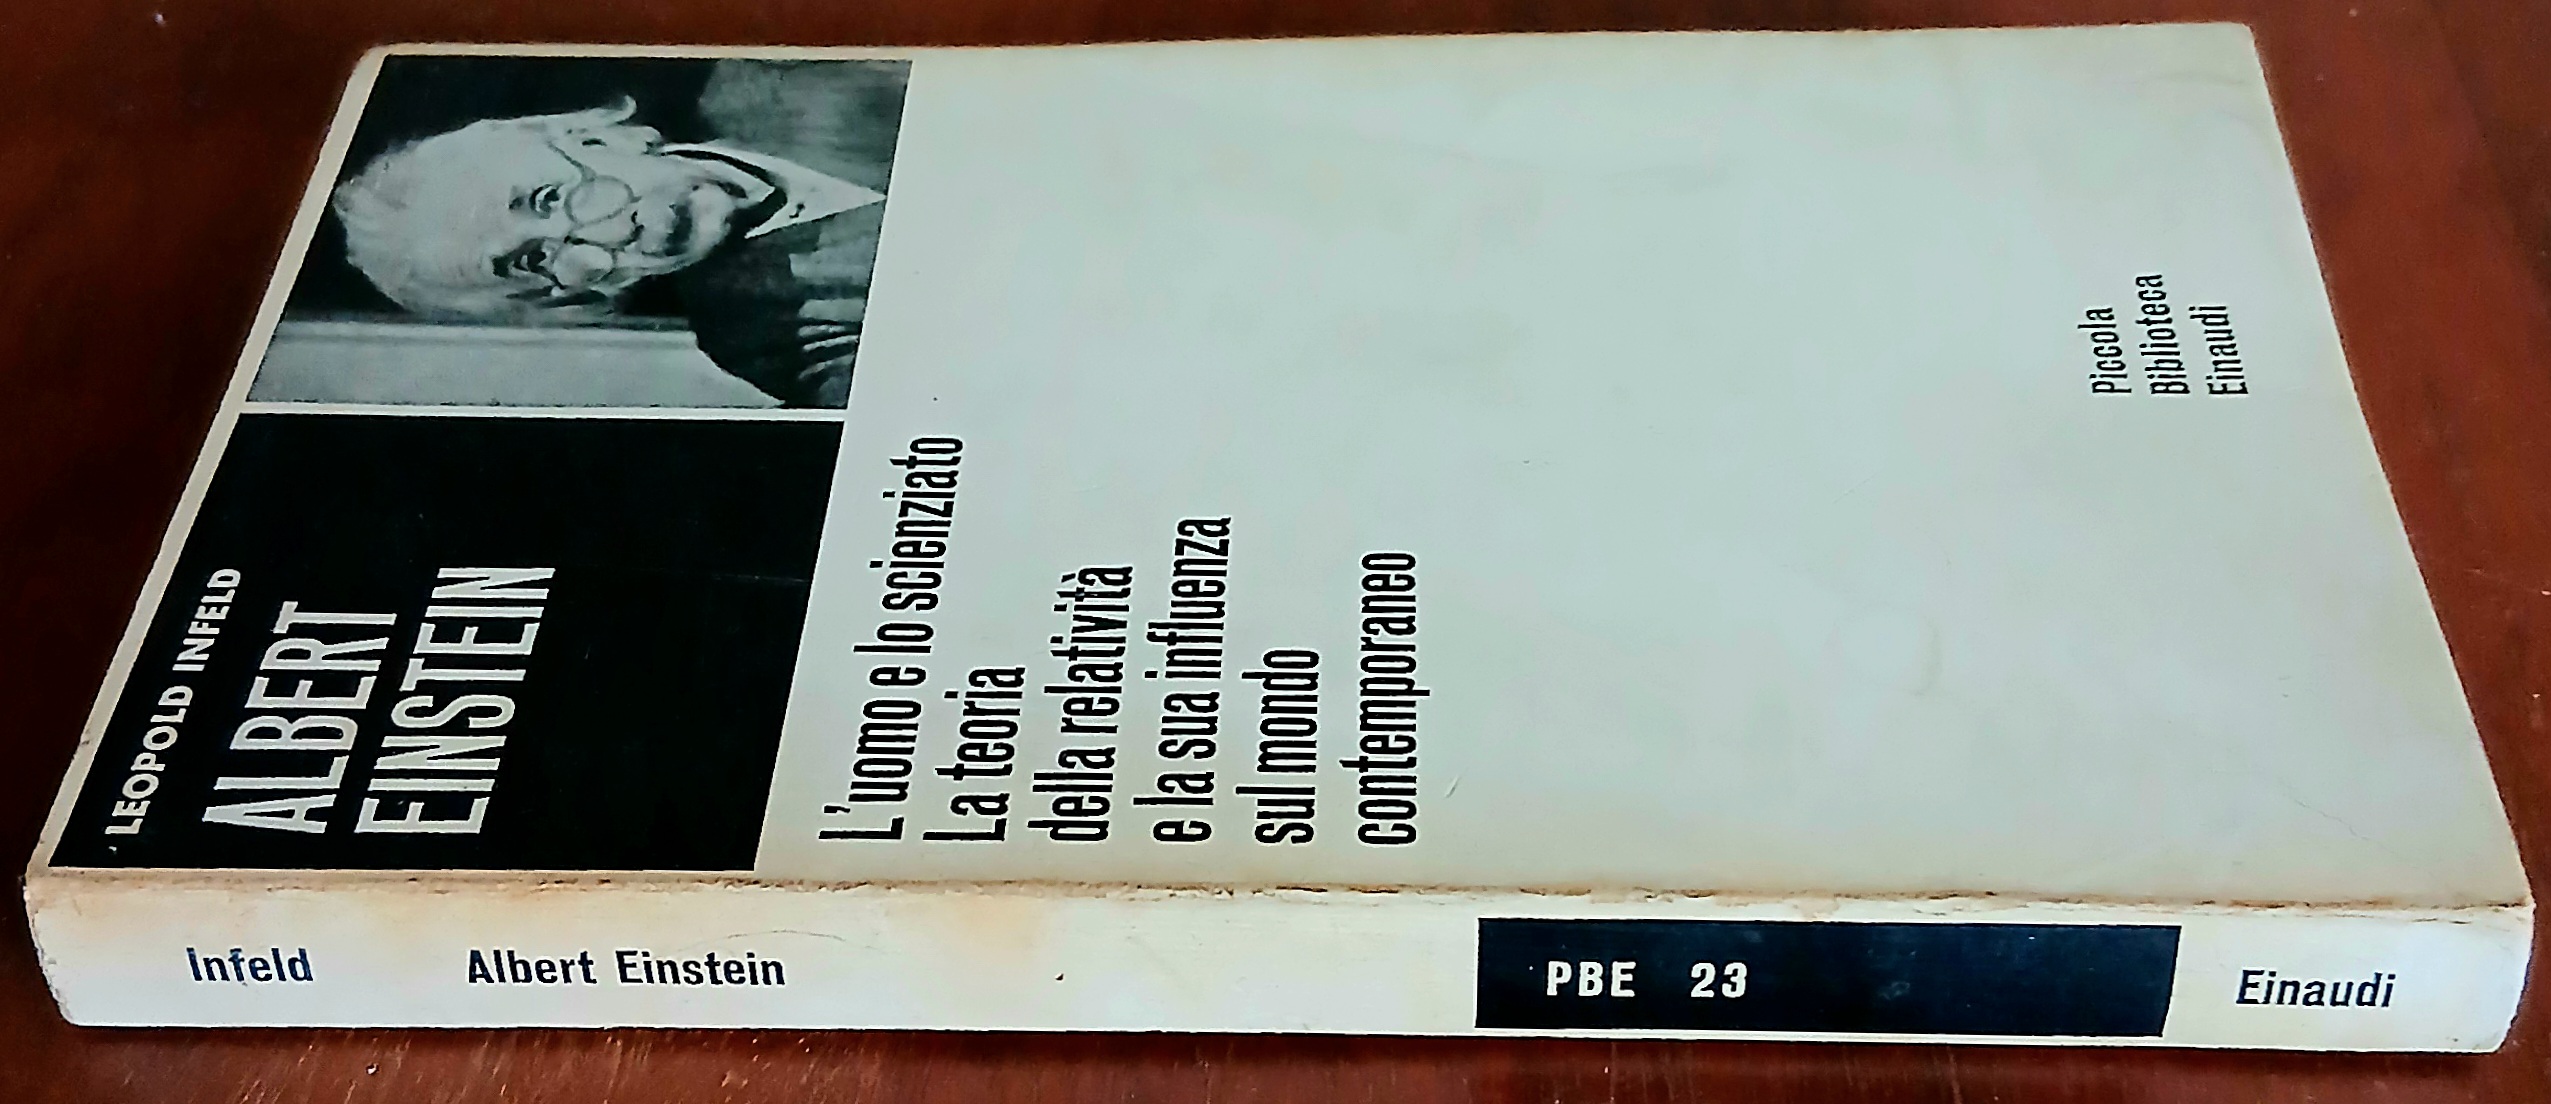 LEOPOLD INFELD
ALBERT
EINSTEIN
L'uomo e lo scienziato
La teoria
della relatività
e la sua influenza
sul mondo
contemporaneo
Piccola
Biblioteca
Einaudi
Infeld Albert Einstein PBE 23 Einaudi